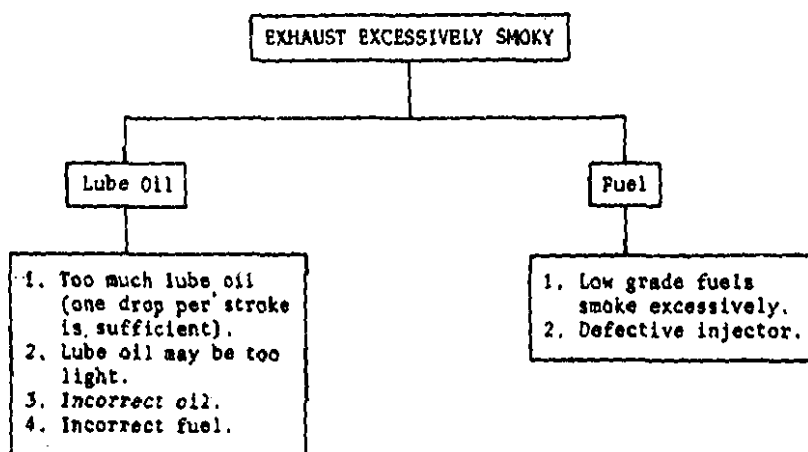 EXHAUST EXCESSIVELY SMOKY
Lube Oil
Fuel
1. Too much lube oil
(one drop per stroke
is sufficient).
2. Lube oil may be too
light.
3. Incorrect oil.
4. Incorrect fuel.
1. Low grade fuels
smoke excessively.
2. Defective injector.